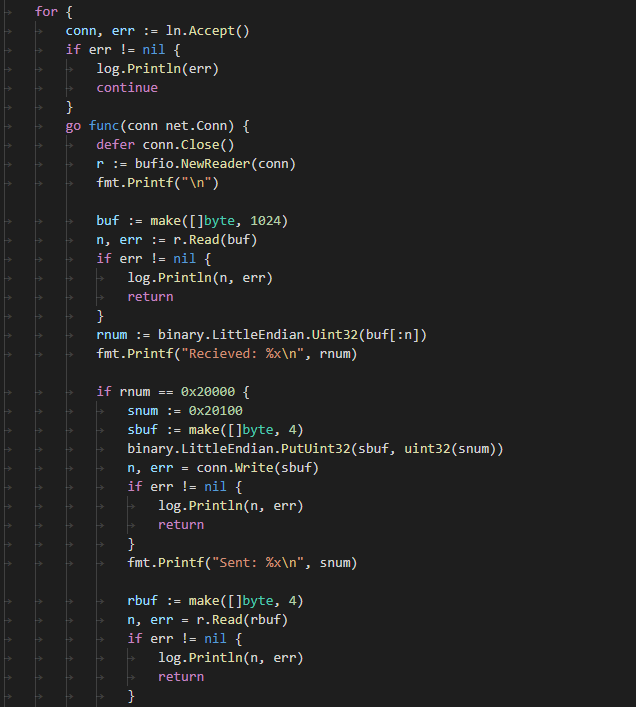 for {
conn, err := ln.Accept()
if err != nil {
log.Println(err)
continue
}
go func(conn net.Conn) {
defer conn.Close()
r := bufio.NewReader(conn)
fmt.Printf("\n")
buf := make([]byte, 1024)
n, err := r.Read(buf)
if err != nil {
log.Println(n, err)
return
}
rnum := binary.LittleEndian.Uint32(buf[:n])
fmt.Printf("Recieved: %x\n", rnum)
if rnum == 0x20000 {
snum := 0x20100
sbuf := make([]byte, 4)
binary.LittleEndian.PutUint32(sbuf, uint32(snum))
n, err = conn.Write(sbuf)
if err != nil {
log.Println(n, err)
return
}
fmt.Printf("Sent: %x\n", snum)
rbuf := make([]byte, 4)
n, err = r.Read(rbuf)
if err != nil {
log.Println(n, err)
return
}